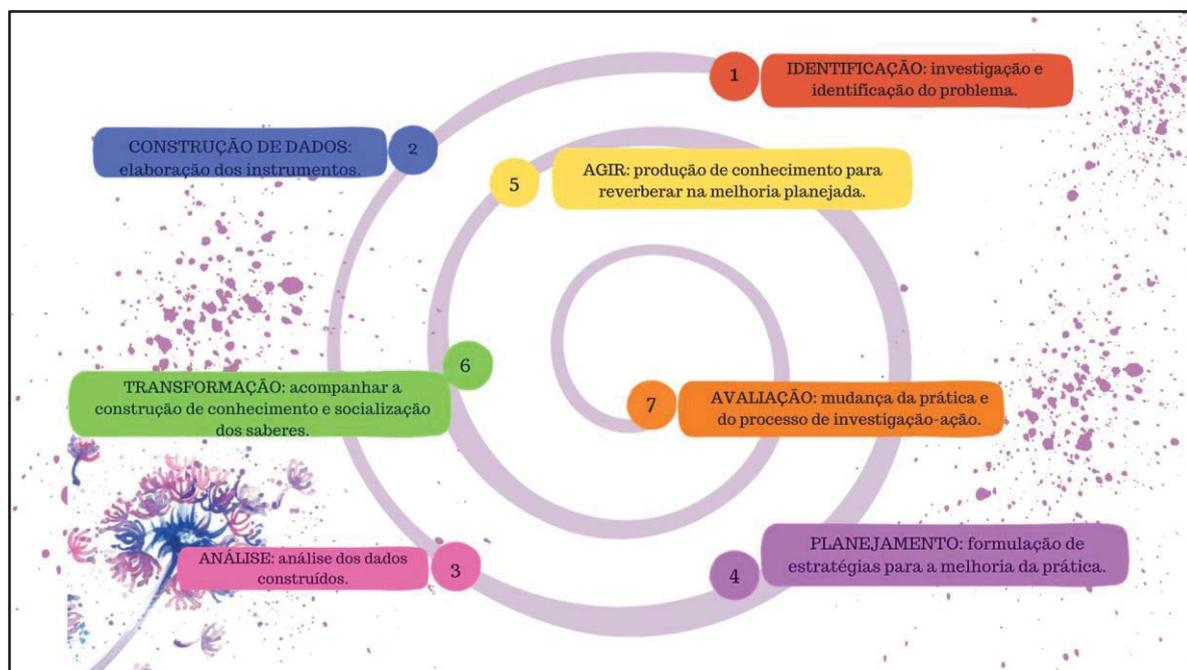 1
IDENTIFICAÇÃO: investigação e
identificação do problema.
2
CONSTRUÇÃO DE DADOS:
elaboração dos instrumentos.
3
ANÁLISE: análise dos dados
construídos.
4
PLANEJAMENTO: formulação de
estratégias para a melhoria da prática.
5
AGIR: produção de conhecimento para
reverberar na melhoria planejada.
6
TRANSFORMAÇÃO: acompanhar a
construção de conhecimento e socialização
dos saberes.
7
AVALIAÇÃO: mudança da prática e
do processo de investigação-ação.